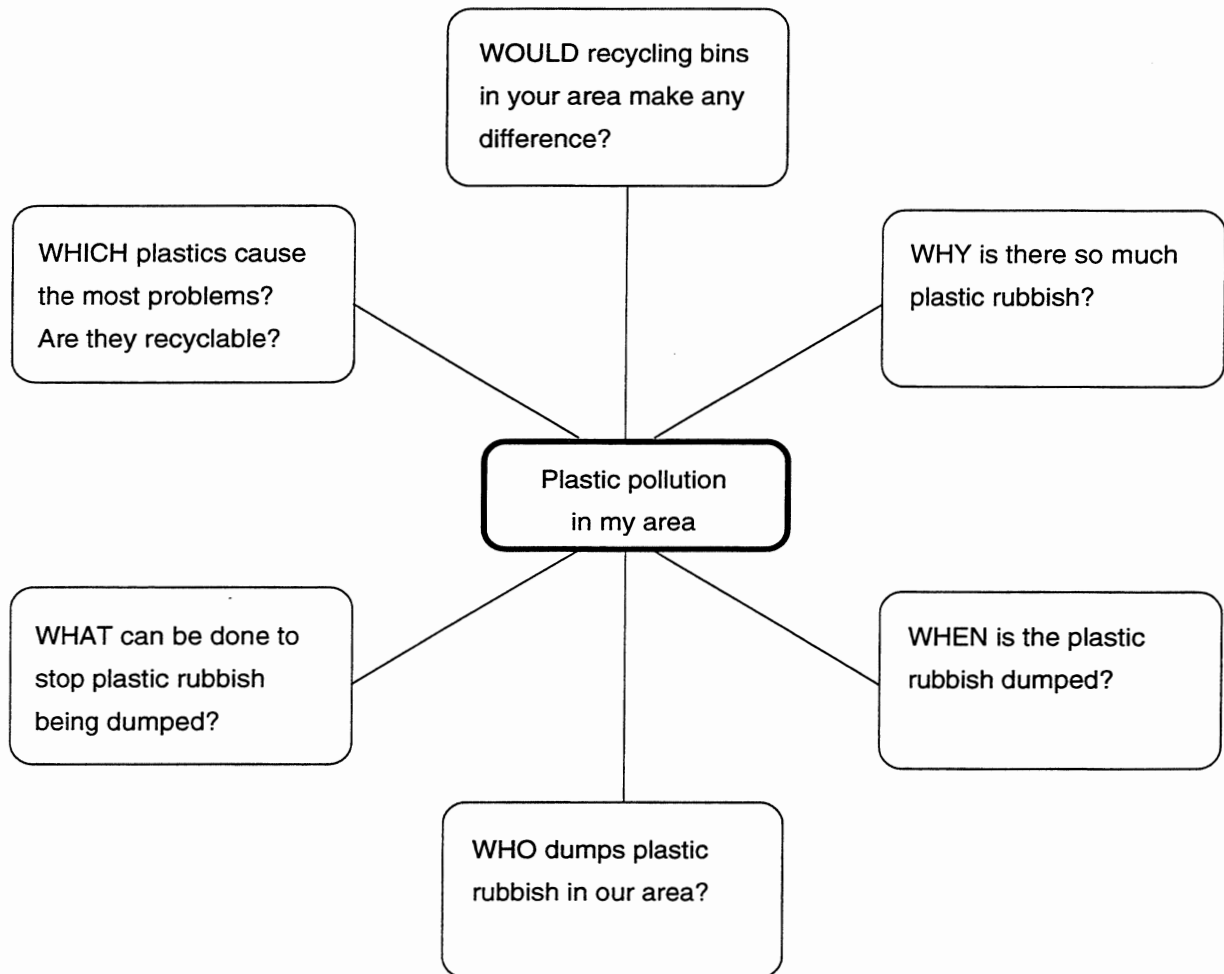 WOULD recycling bins
in your area make any
difference?
WHICH plastics cause
the most problems?
Are they recyclable?
WHY is there so much
plastic rubbish?
Plastic pollution
in my area
WHAT can be done to
stop plastic rubbish
being dumped?
WHEN is the plastic
rubbish dumped?
WHO dumps plastic
rubbish in our area?